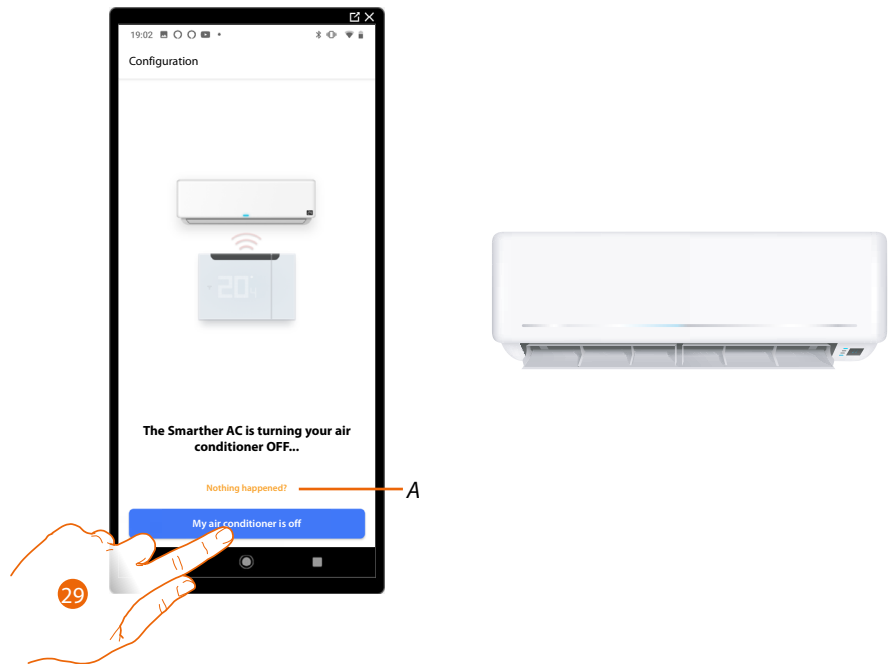 19:02
Configuration
20
The Smarther AC is turning your air
conditioner OFF...
Nothing happened?
A
My air conditioner is off
29